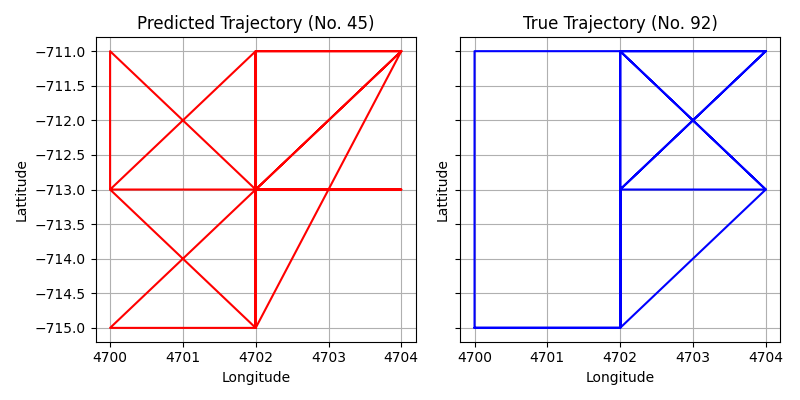 Predicted Trajectory (No. 45)
True Trajectory (No. 92)
Lattitude
−711.0
−711.5
−712.0
−712.5
−713.0
−713.5
−714.0
−714.5
−715.0
4700 4701 4702 4703 4704
Longitude
Lattitude
4700 4701 4702 4703 4704
Longitude